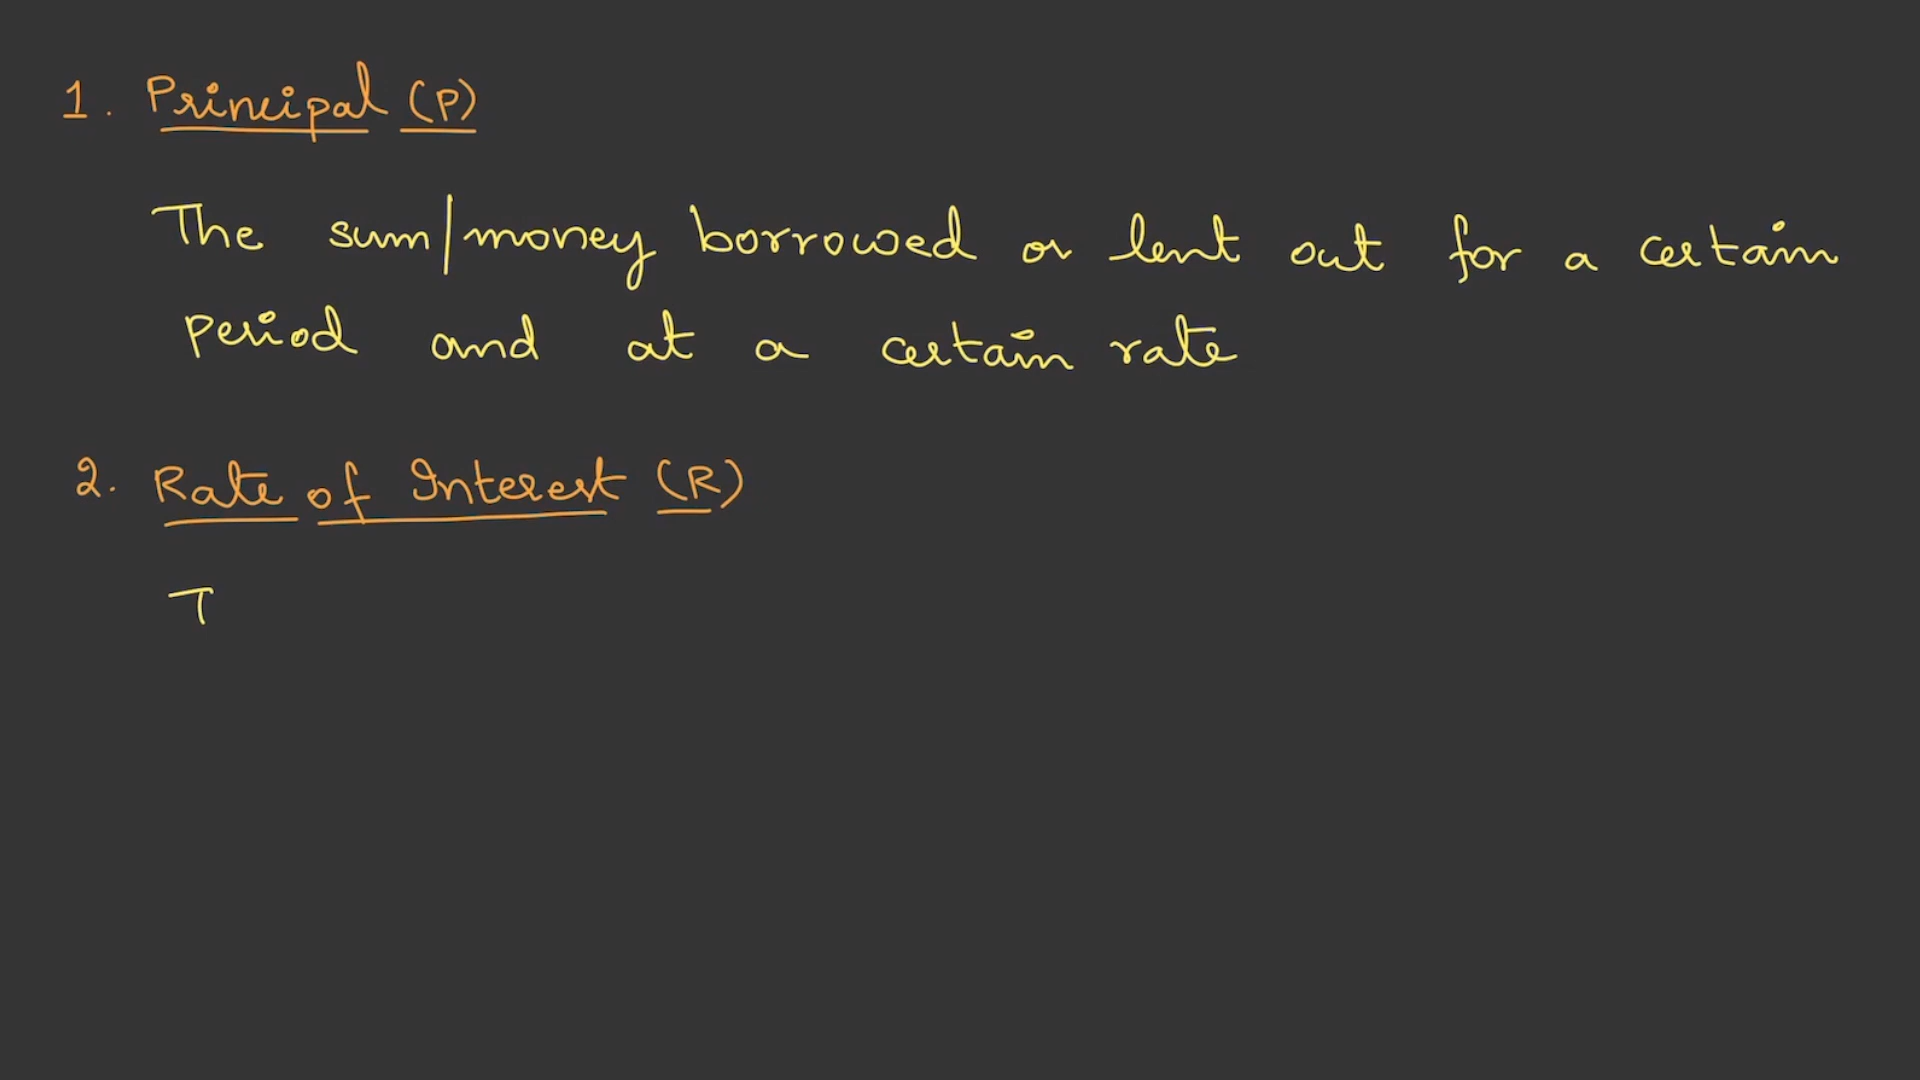 1. Principal (P)
The sum/money borrowed or lent out for a certain
period and at a certain rate
2. Rate of Interest (R)
T